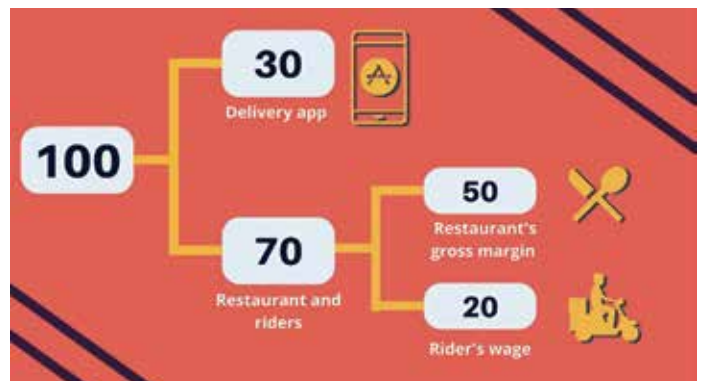 30
Delivery app
100
50
Restaurant's
gross margin
70
Restaurant and
riders
20
Rider's wage